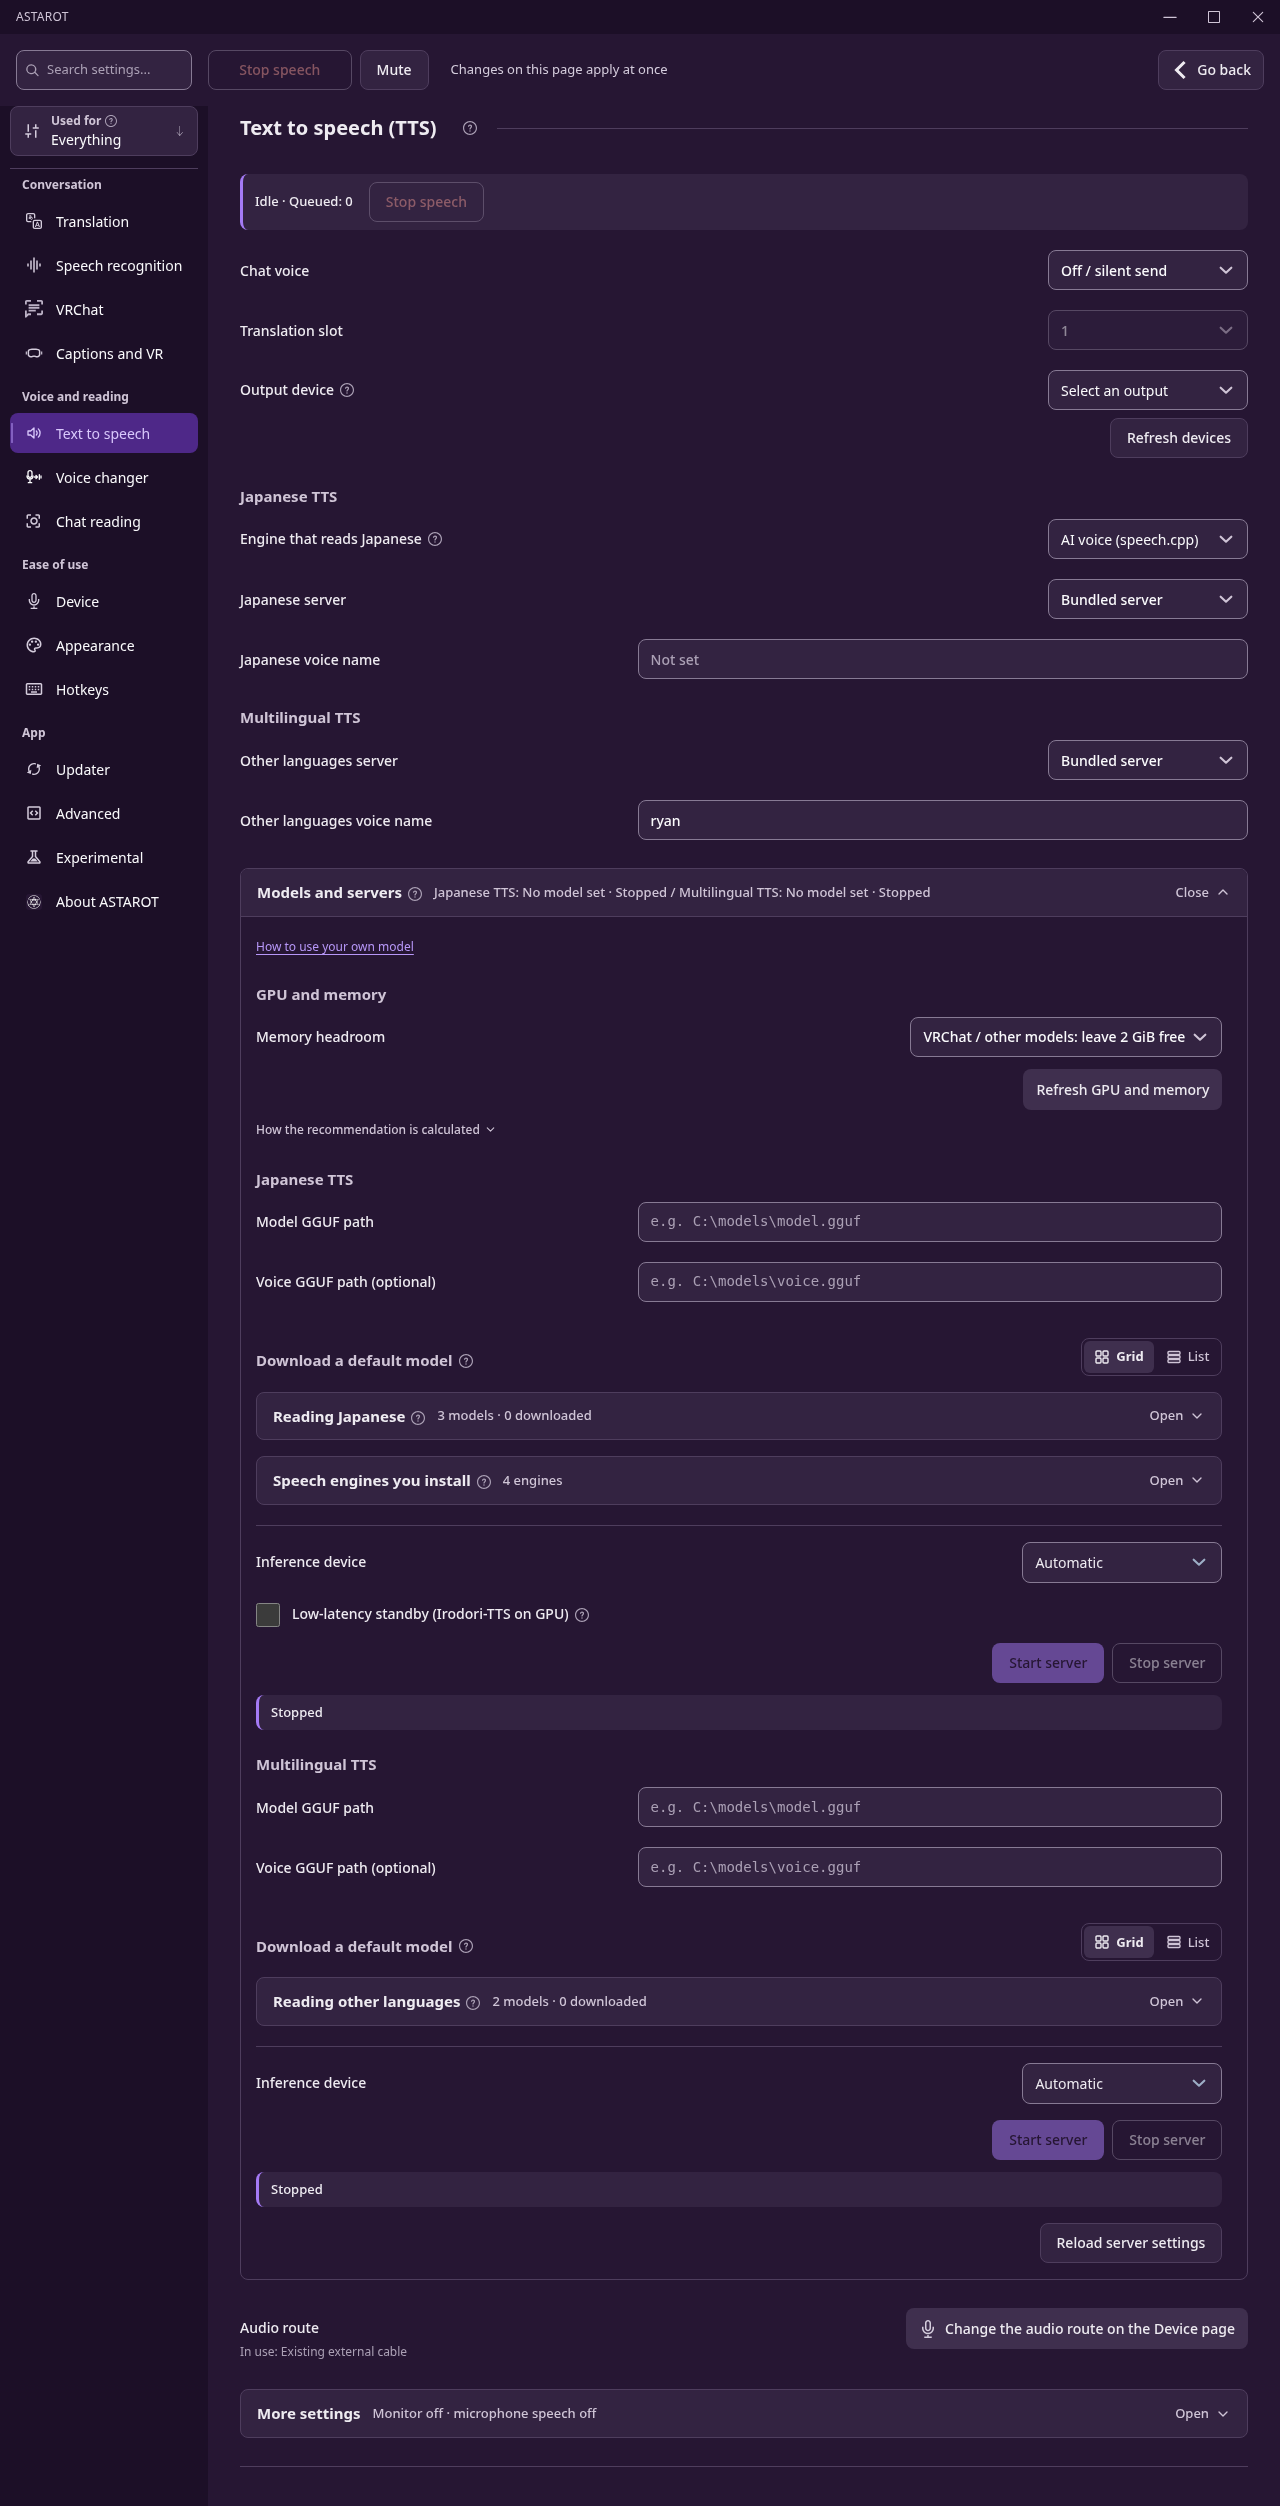 ASTAROT
Search settings...
Stop speech
Mute
Changes on this page apply at once
Go back
Used for
Everything
Conversation
Translation
Speech recognition
VRChat
Captions and VR
Voice and reading
Text to speech
Voice changer
Chat reading
Ease of use
Device
Appearance
Hotkeys
App
Updater
Advanced
Experimental
About ASTAROT
Text to speech (TTS)
Idle · Queued: 0
Stop speech
Chat voice
Off / silent send
Translation slot
1
Output device
Select an output
Refresh devices
Japanese TTS
Engine that reads Japanese
AI voice (speech.cpp)
Japanese server
Bundled server
Japanese voice name
Not set
Multilingual TTS
Other languages server
Bundled server
Other languages voice name
ryan
Models and servers
Japanese TTS: No model set · Stopped / Multilingual TTS: No model set · Stopped
Close
How to use your own model
GPU and memory
Memory headroom
VRChat / other models: leave 2 GiB free
Refresh GPU and memory
How the recommendation is calculated
Japanese TTS
Model GGUF path
e.g. C:\models\model.gguf
Voice GGUF path (optional)
e.g. C:\models\voice.gguf
Download a default model
Grid
List
Reading Japanese
3 models · 0 downloaded
Open
Speech engines you install
4 engines
Open
Inference device
Automatic
Low-latency standby (Irodori-TTS on GPU)
Start server
Stop server
Stopped
Multilingual TTS
Model GGUF path
e.g. C:\models\model.gguf
Voice GGUF path (optional)
e.g. C:\models\voice.gguf
Download a default model
Grid
List
Reading other languages
2 models · 0 downloaded
Open
Inference device
Automatic
Start server
Stop server
Stopped
Reload server settings
Audio route
In use: Existing external cable
Change the audio route on the Device page
More settings
Monitor off · microphone speech off
Open